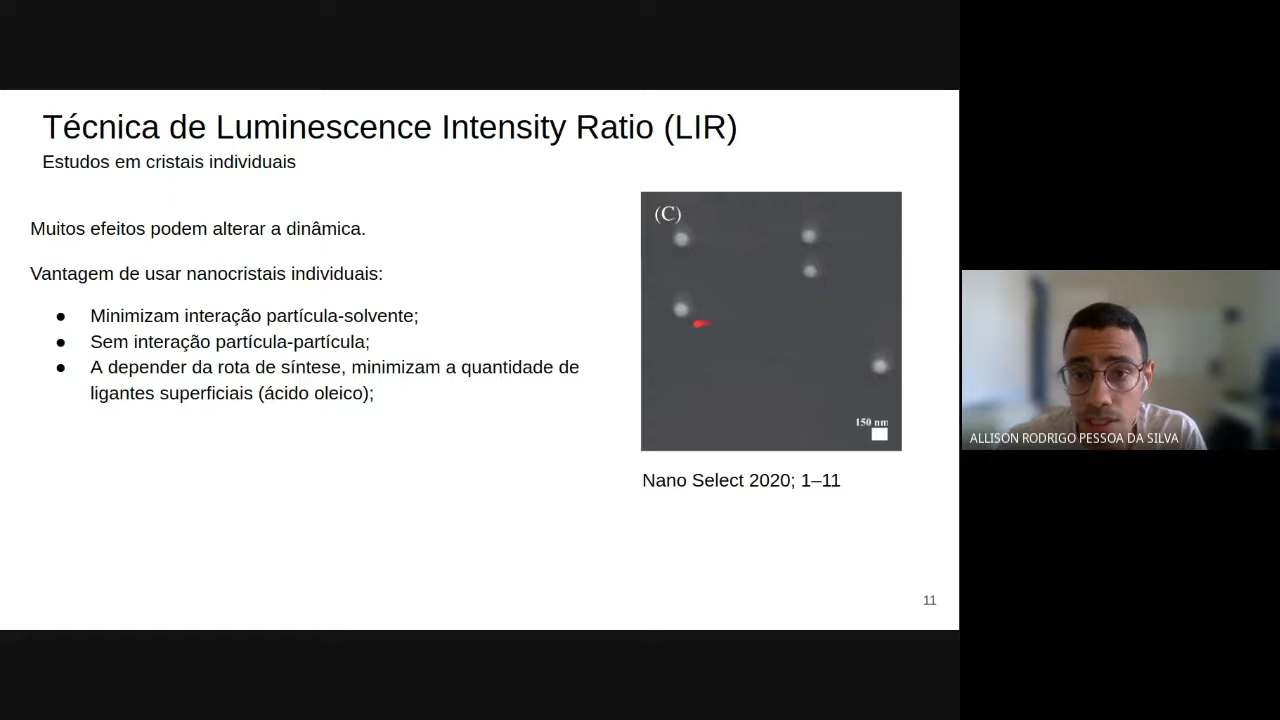 Técnica de Luminescence Intensity Ratio (LIR)
Estudos em cristais individuais
Muitos efeitos podem alterar a dinâmica.
Vantagem de usar nanocristais individuais:
● Minimizam interação partícula-solvente;
● Sem interação partícula-partícula;
● A depender da rota de síntese, minimizam a quantidade de
ligantes superficiais (ácido oleico);
(C)
150 nm
Nano Select 2020; 1–11
11
ALLISON RODRIGO PESSOA DA SILVA